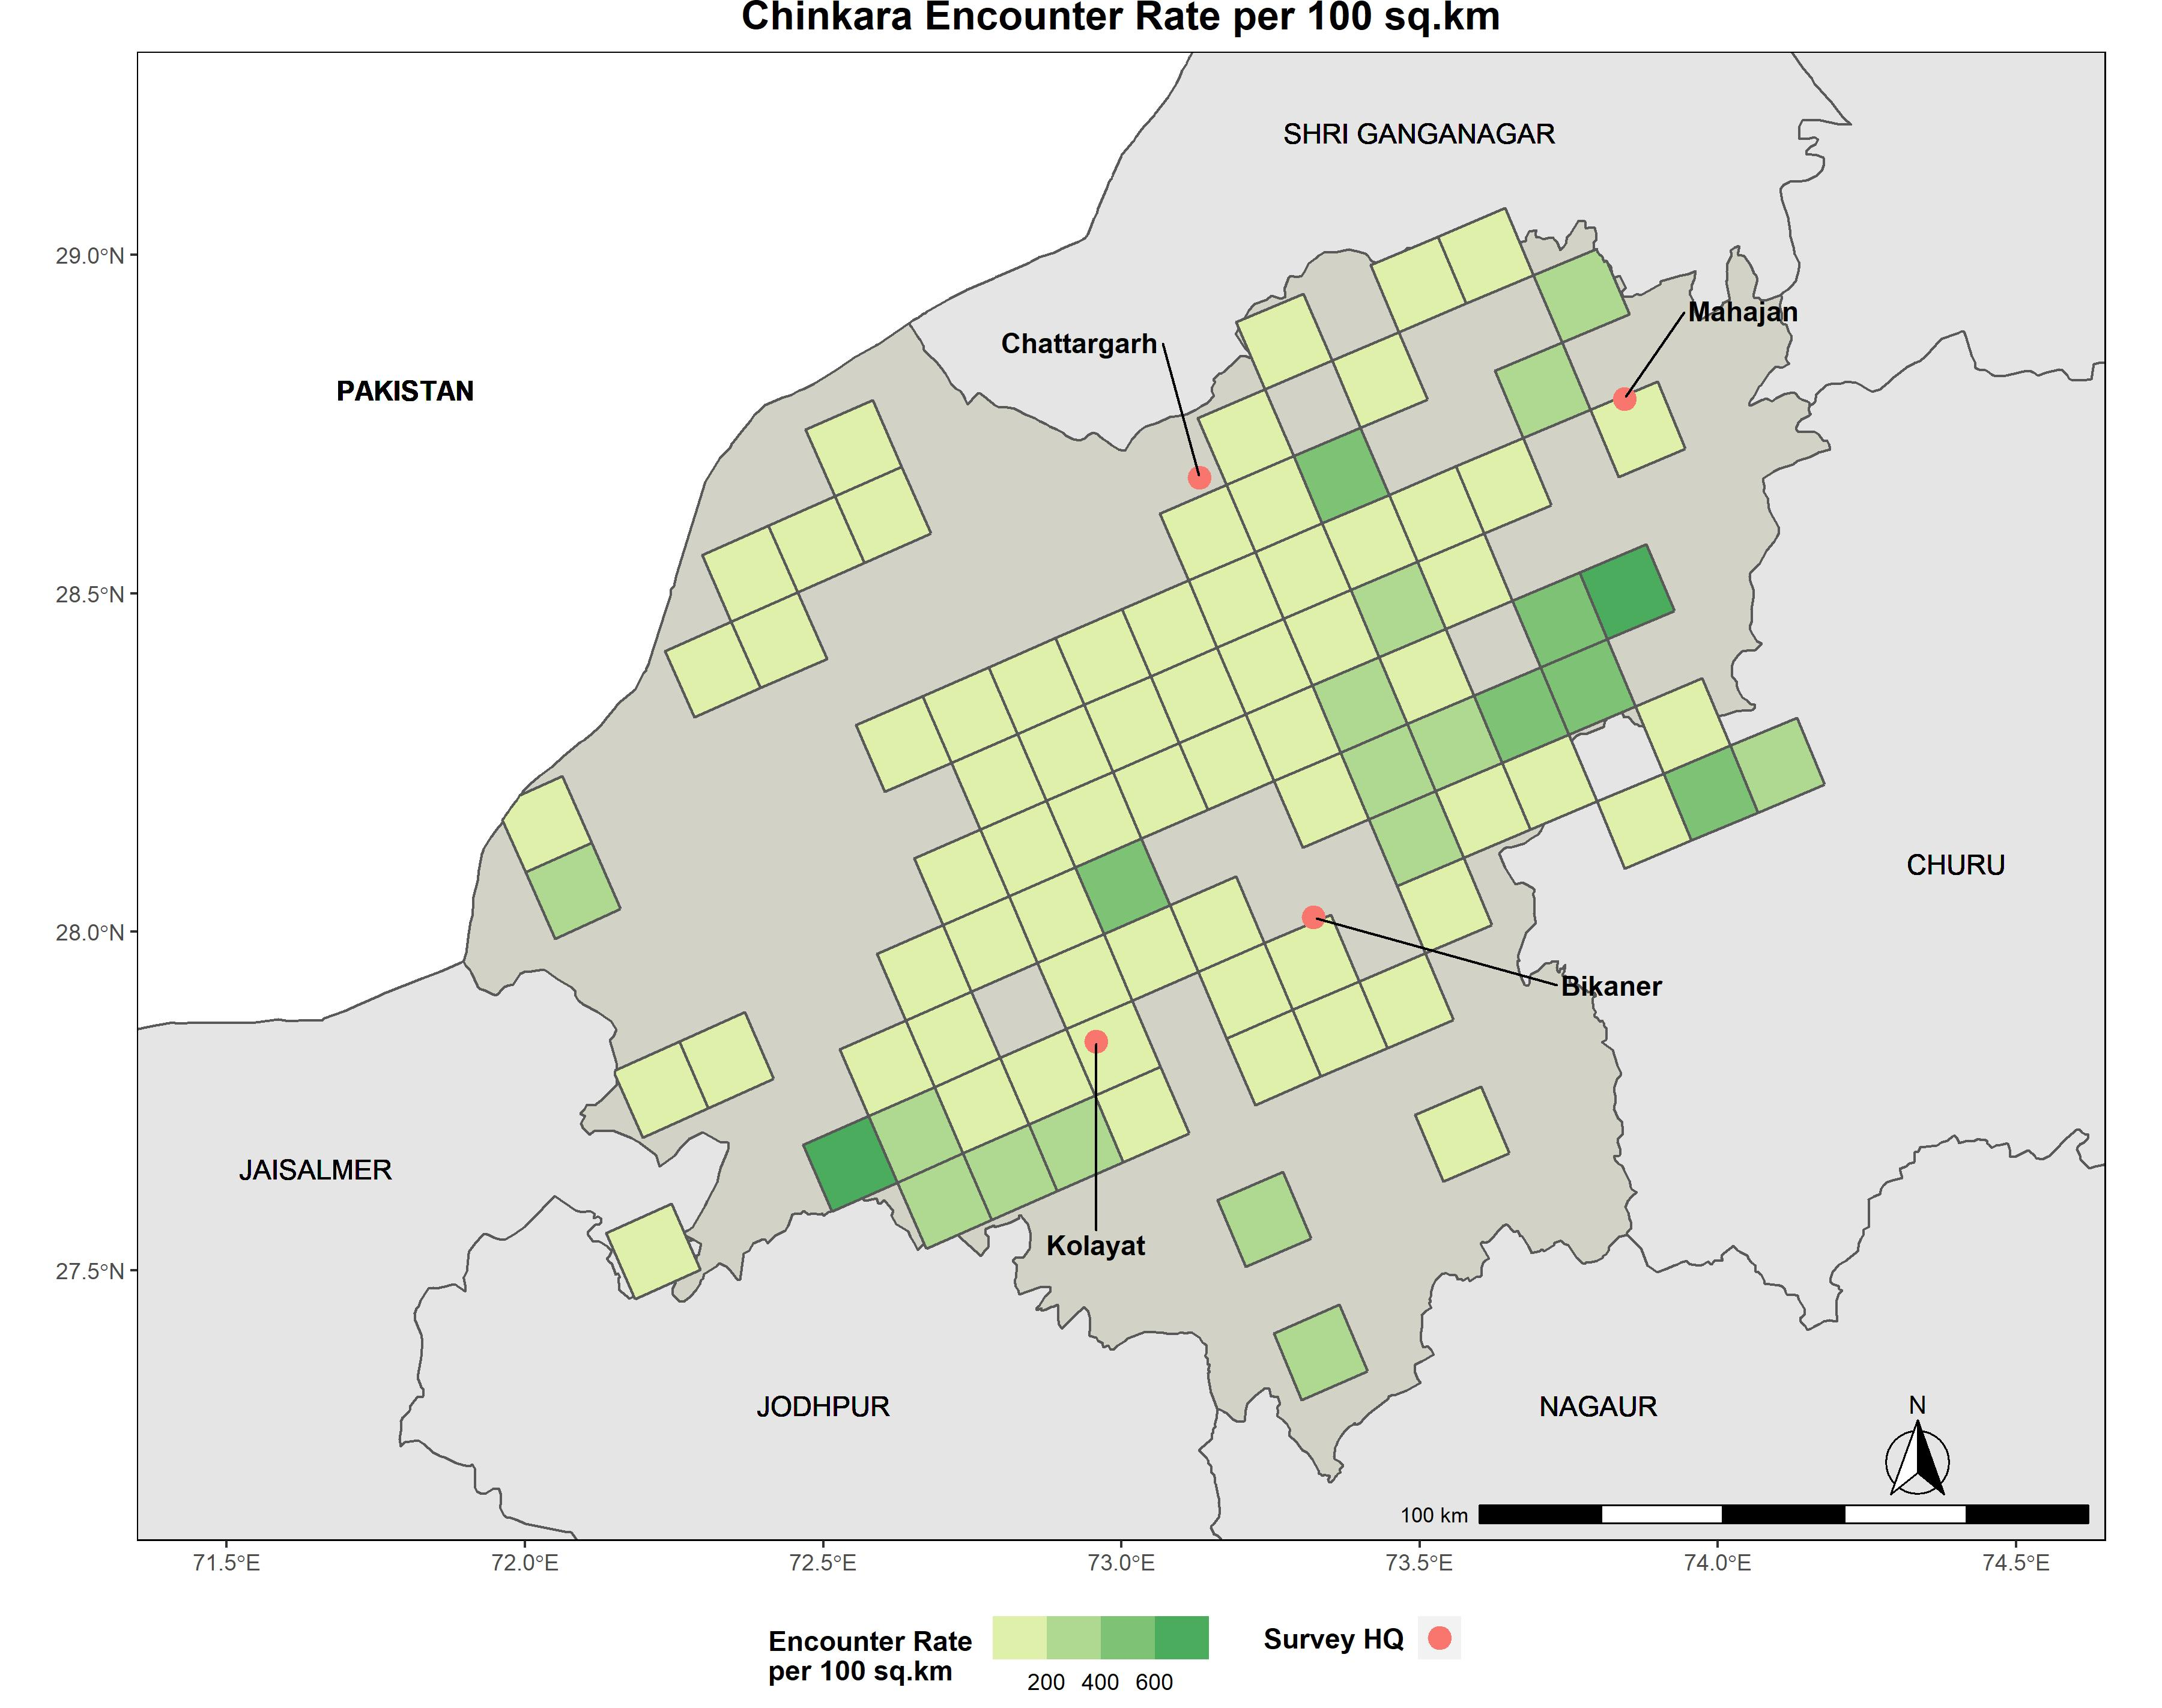 Chinkara Encounter Rate per 100 sq.km
SHRI GANGANAGAR
29.0°N
Mahajan
Chattargarh
PAKISTAN
28.5°N
CHURU
28.0°N
Bikaner
JAISALMER
Kolayat
27.5°N
JODHPUR
NAGAUR
N
100 km
71.5°E 72.0°E 72.5°E 73.0°E 73.5°E 74.0°E 74.5°E
Encounter Rate
per 100 sq.km
200 400 600
Survey HQ